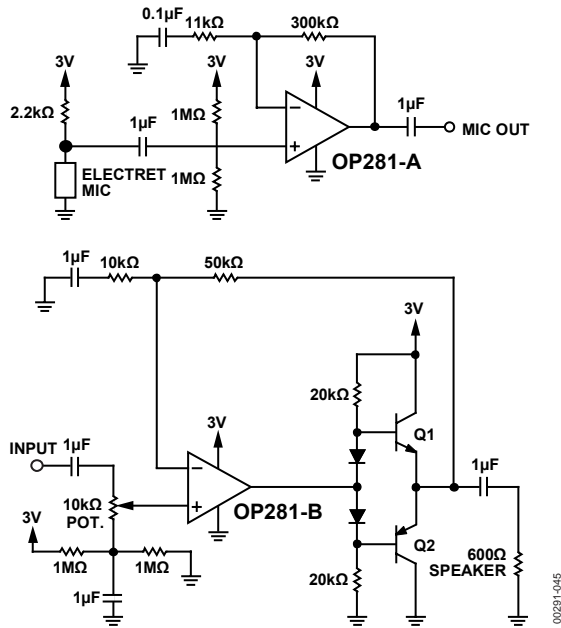 0.1µF 11kΩ 300kΩ
3V 3V 3V
2.2kΩ 1µF 1MΩ 1µF
MIC OUT
ELECTRET
MIC
1MΩ
OP281-A
1µF 10kΩ 50kΩ
3V
20kΩ
3V Q1
INPUT 1µF 1µF
10kΩ
POT.
OP281-B
3V
Q2
1MΩ 1MΩ
20kΩ 600Ω
SPEAKER
1µF
00291-045